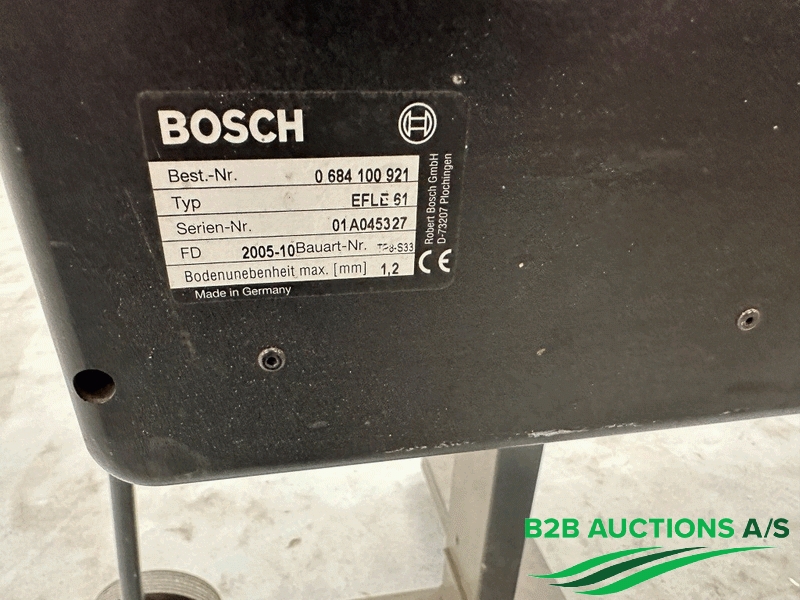 BOSCH
Best.-Nr. 0 684 100 921
Typ EFLE 61
Serien-Nr. 01A045327
FD 2005-10 Bauart-Nr.
Bodenunebenheit max. [mm] 1,2
Made in Germany
Robert Bosch GmbH
D-73207 Plochingen
CE
B2B AUCTIONS A/S